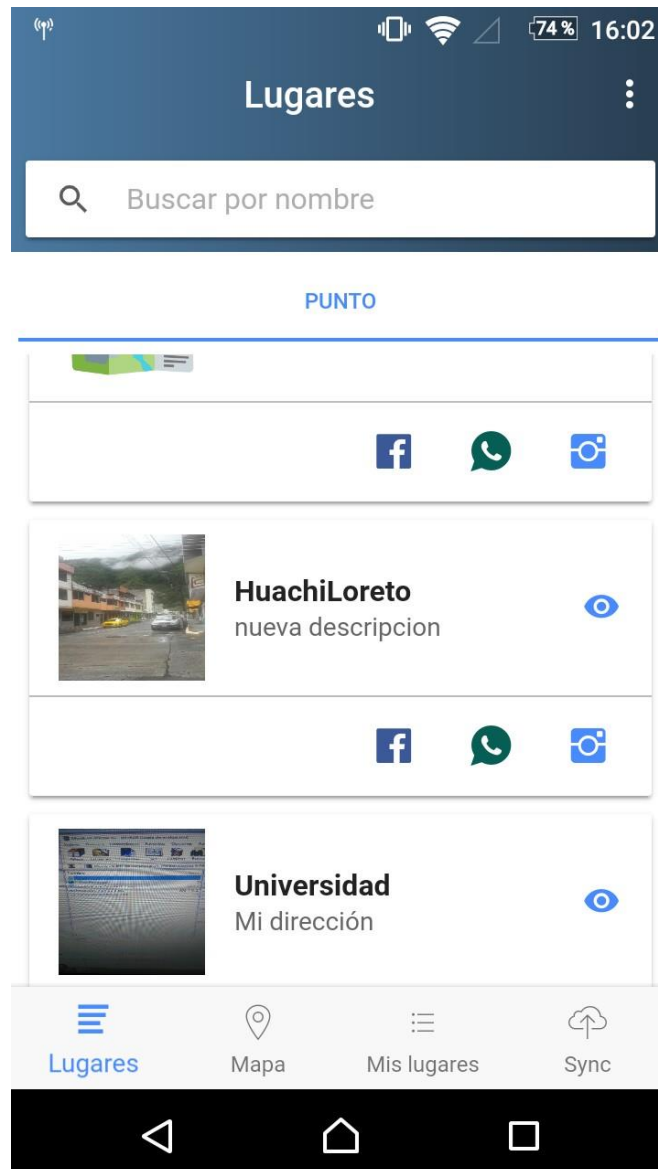 74 % 16:02
Lugares
Buscar por nombre
PUNTO
HuachiLoreto
nueva descripcion
Universidad
Mi dirección
Lugares
Mapa
Mis lugares
Sync